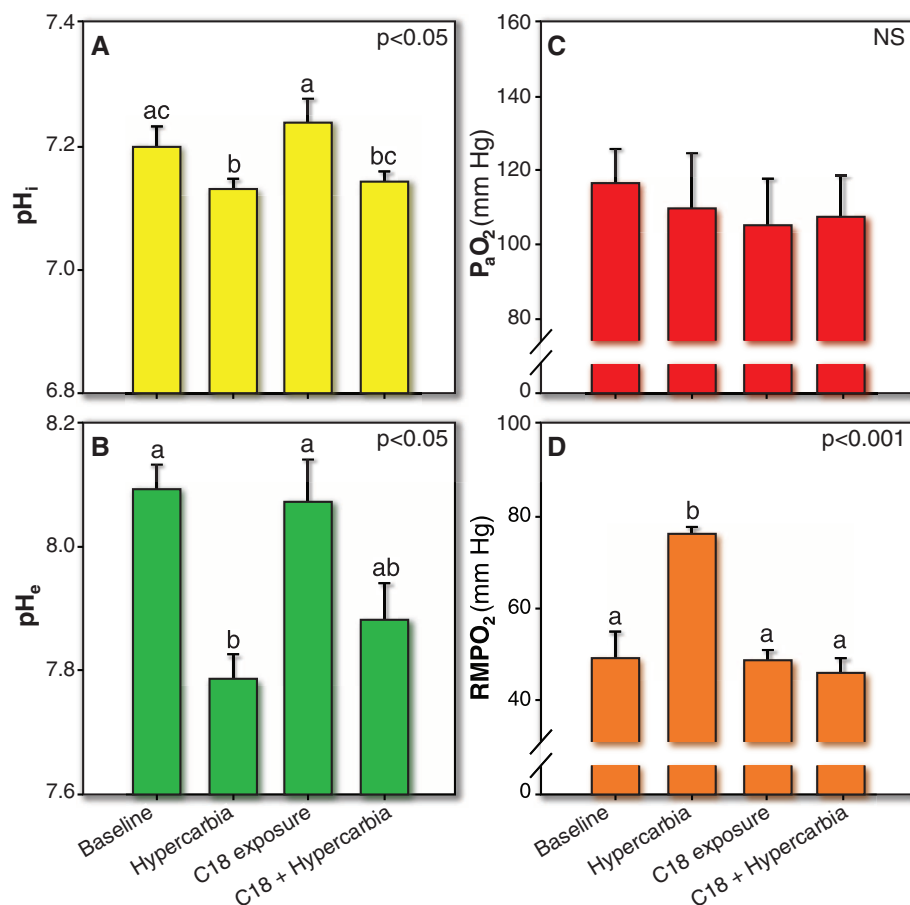 A
p<0.05
7.4
7.2
7.0
6.8
pHi
ac
b
a
bc
C
NS
160
140
120
100
80
0
PaO2 (mm Hg)
B
p<0.05
8.2
8.0
7.8
7.6
pHe
a
b
a
ab
Baseline
Hypercarbia
C18 exposure
C18 + Hypercarbia
D
p<0.001
100
80
60
40
0
RMPO2 (mm Hg)
a
b
a
a
Baseline
Hypercarbia
C18 exposure
C18 + Hypercarbia